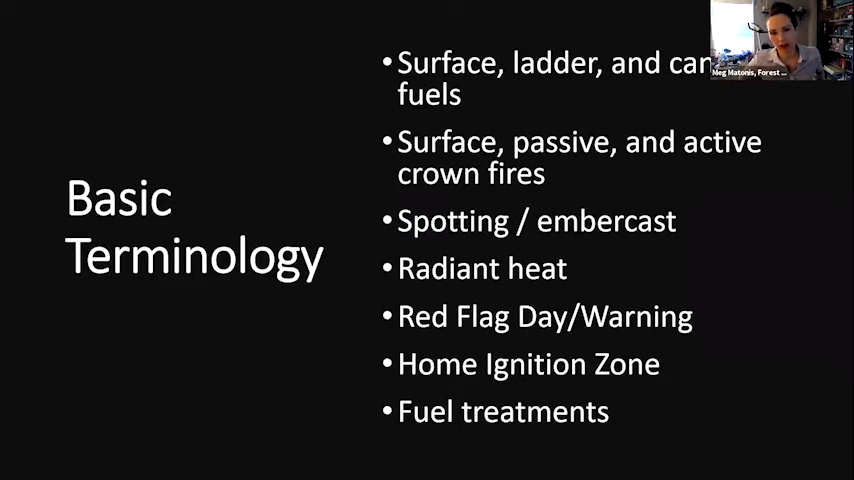 Meg Matonis, Forest ...
• Surface, ladder, and
fuels
• Surface, passive, and active
crown fires
Basic
Terminology
• Spotting / embercast
• Radiant heat
• Red Flag Day/Warning
• Home Ignition Zone
• Fuel treatments